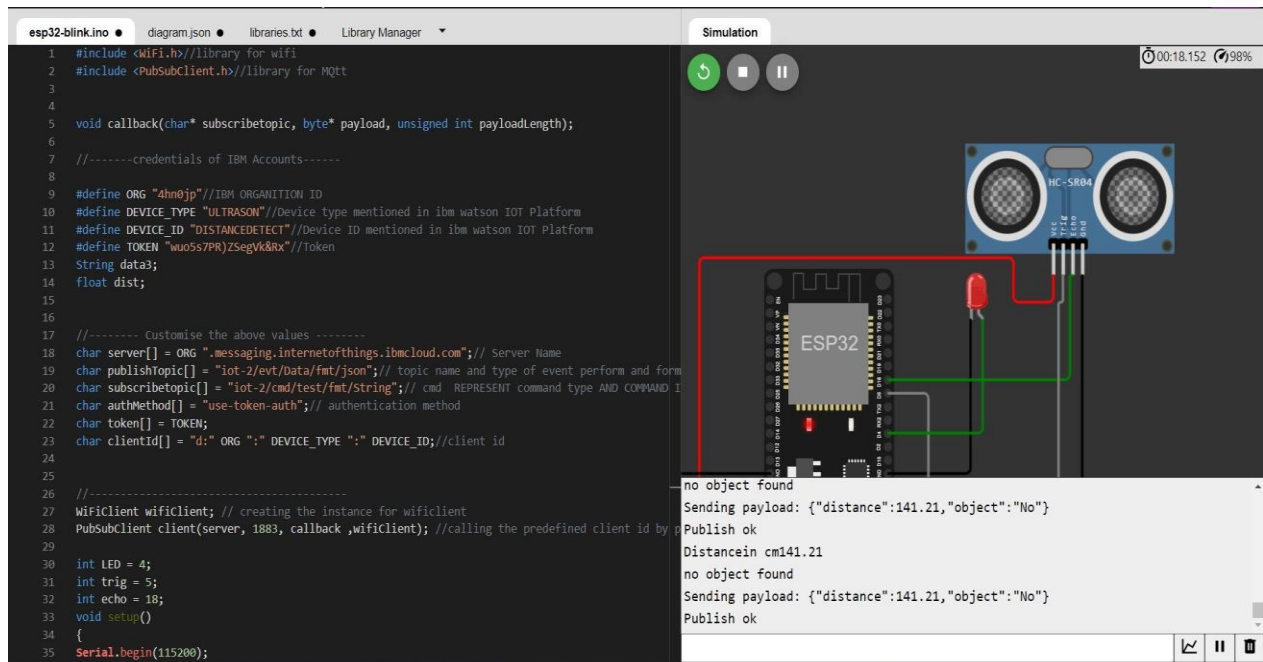 esp32-blink.ino ● diagram.json ● libraries.txt ● Library Manager ▼
1 #include <WiFi.h>//library for wifi
2 #include <PubSubClient.h>//library for MQtt
3
4
5 void callback(char* subscribetopic, byte* payload, unsigned int payloadLength);
6
7 //-------credentials of IBM Accounts------
8
9 #define ORG "4hn0jp"//IBM ORGANITION ID
10 #define DEVICE_TYPE "ULTRASON"//Device type mentioned in ibm watson IOT Platform
11 #define DEVICE_ID "DISTANCEDETECT"//Device ID mentioned in ibm watson IOT Platform
12 #define TOKEN "wuo5s7PR)ZSegVk&Rx"//Token
13 String data3;
14 float dist;
15
16
17 //-------- Customise the above values --------
18 char server[] = ORG ".messaging.internetofthings.ibmcloud.com";// Server Name
19 char publishTopic[] = "iot-2/evt/Data/fmt/json";// topic name and type of event perform and form
20 char subscribetopic[] = "iot-2/cmd/test/fmt/String";// cmd REPRESENT command type AND COMMAND I
21 char authMethod[] = "use-token-auth";// authentication method
22 char token[] = TOKEN;
23 char clientId[] = "d:" ORG ":" DEVICE_TYPE ":" DEVICE_ID;//client id
24
25
26 //-----------------------------------------
27 WiFiClient wifiClient; // creating the instance for wificlient
28 PubSubClient client(server, 1883, callback ,wifiClient); //calling the predefined client id by p
29
30 int LED = 4;
31 int trig = 5;
32 int echo = 18;
33 void setup()
34 {
35 Serial.begin(115200);
Simulation
00:18.152 98%
HC-SR04
Vcc
Trig
Echo
Gnd
ESP32
no object found
Sending payload: {"distance":141.21,"object":"No"}
Publish ok
Distancein cm141.21
no object found
Sending payload: {"distance":141.21,"object":"No"}
Publish ok